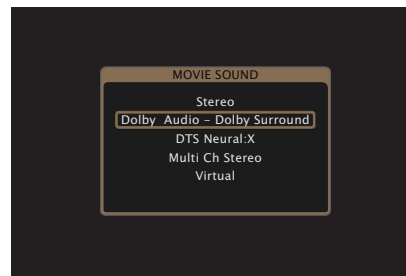 MOVIE SOUND
Stereo
Dolby Audio – Dolby Surround
DTS Neural:X
Multi Ch Stereo
Virtual